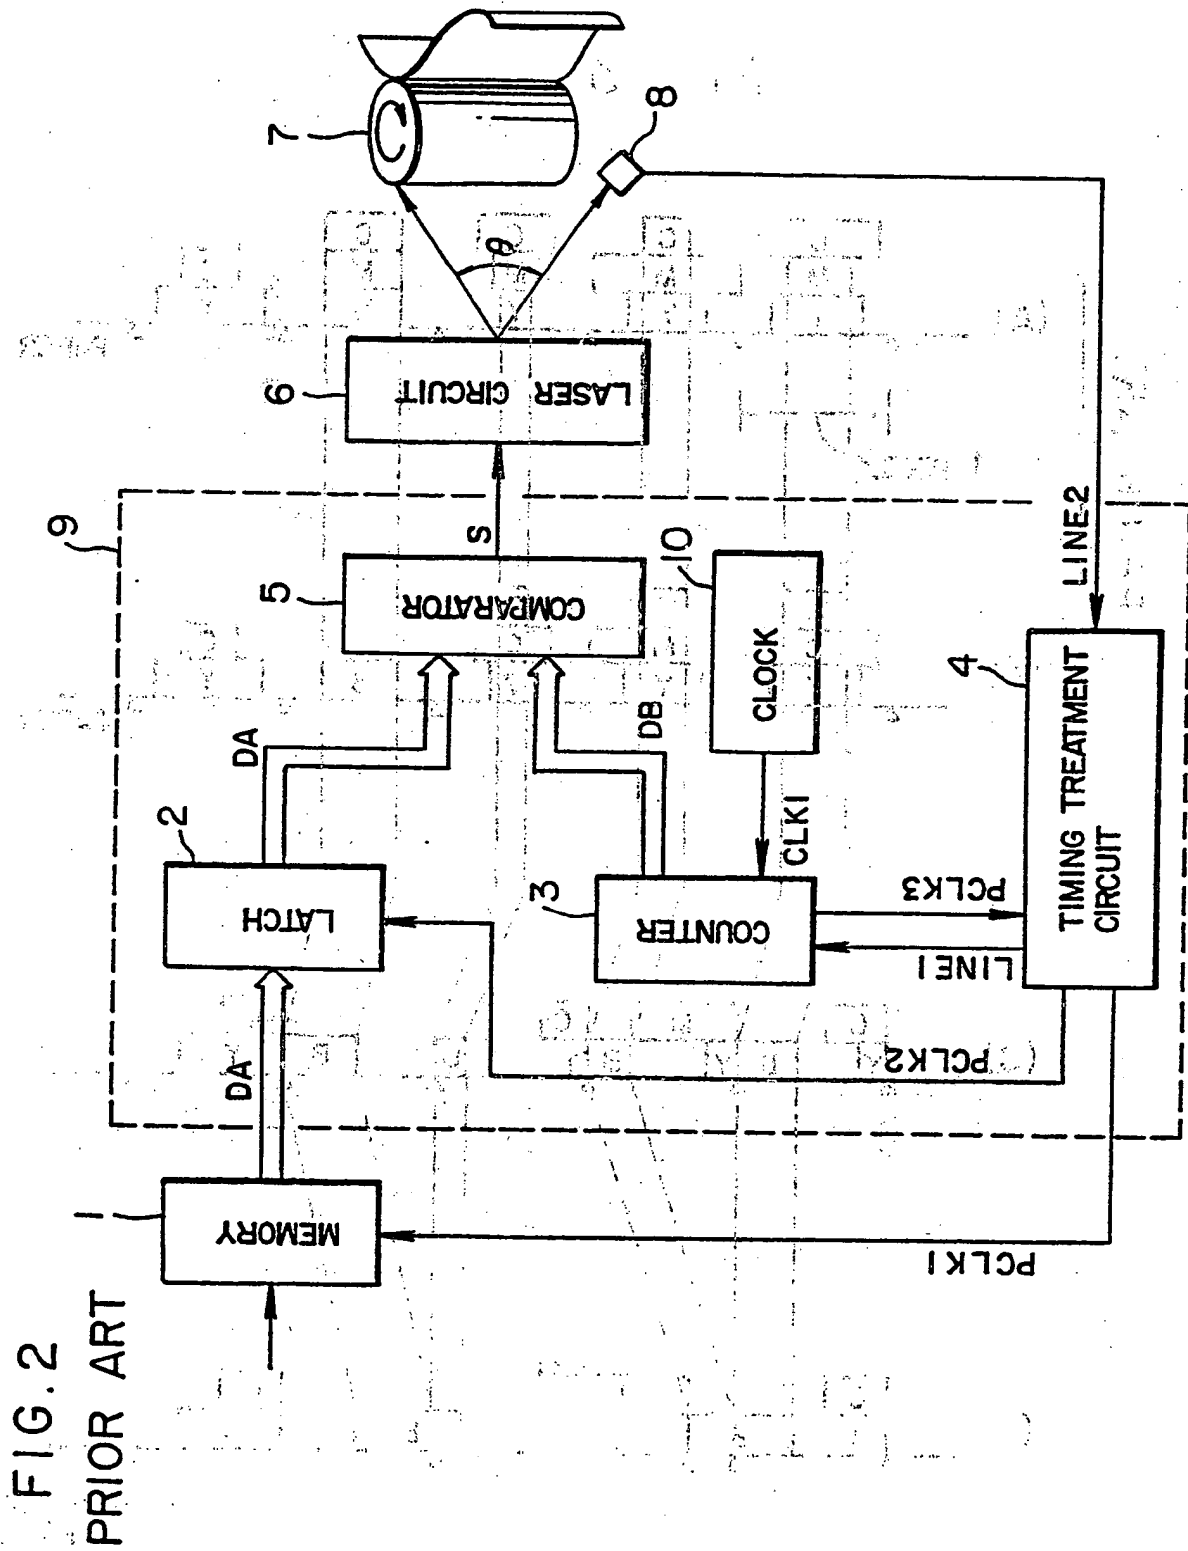 FIG. 2
PRIOR ART
1
MEMORY
DA
9
2
LATCH
DA
3
COUNTER
DB
CLK1
10
CLOCK
5
COMPARATOR
S
6
LASER CIRCUIT
θ
7
8
LINE2
4
TIMING TREATMENT
CIRCUIT
PCLK3
LINE1
PCLK2
PCLK1